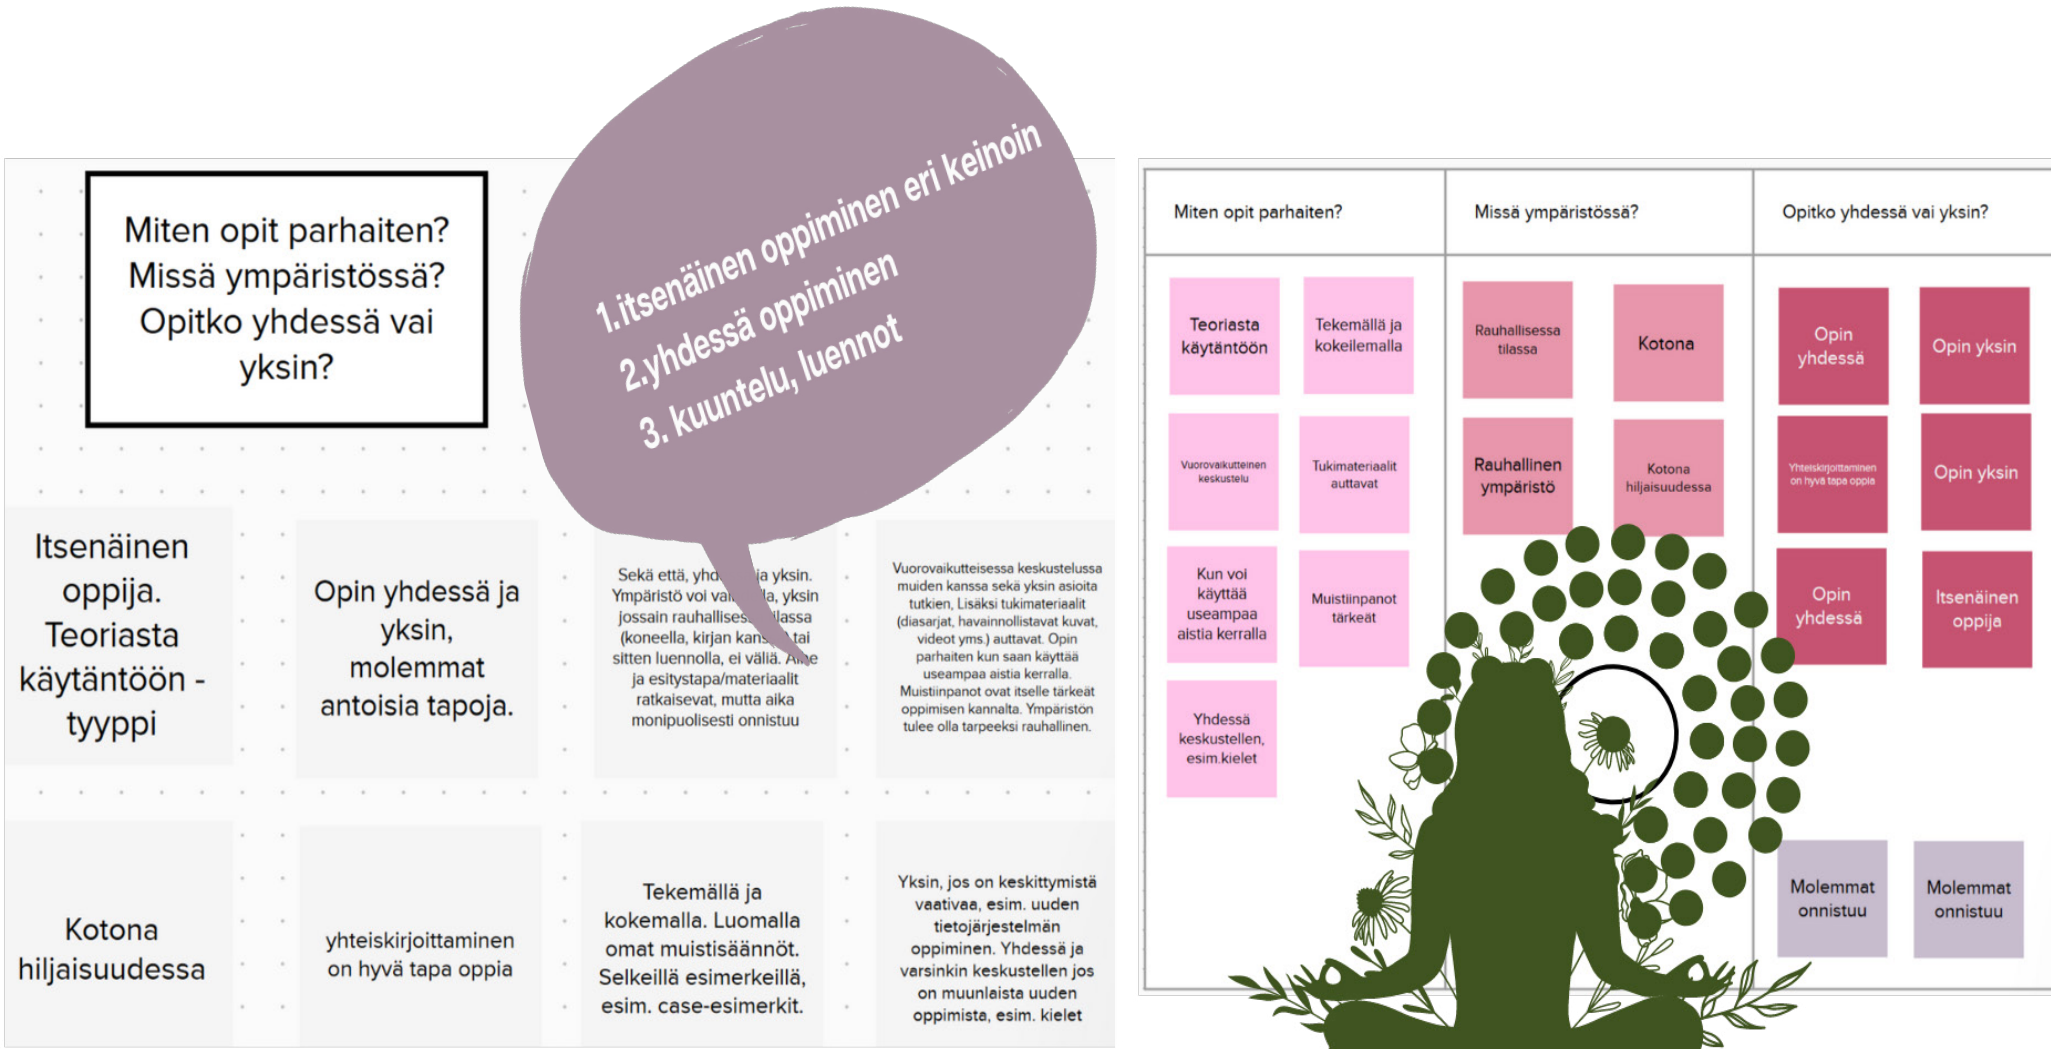 Miten opit parhaiten?
Missä ympäristössä?
Opitko yhdessä vai
yksin?
1.itsenäinen oppiminen eri keinoin
2.yhdessä oppiminen
3. kuuntelu, luennot
Itsenäinen
oppija.
Teoriasta
käytäntöön -
tyyppi
Opin yhdessä ja
yksin,
molemmat
antoisia tapoja.
Sekä että, yhd ja yksin.
Ympäristö voi la, yksin
jossain rauhallises ilassa
(koneella, kirjan kans tai
sitten luennolla, ei väliä. Aihe
ja esitystapa/materiaalit
ratkaisevat, mutta aika
monipuolisesti onnistuu
Vuorovaikutteisessa keskustelussa
muiden kanssa sekä yksin asioita
tutkien, Lisäksi tukimateriaalit
(diasarjat, havainnollistavat kuvat,
videot yms.) auttavat. Opin
parhaiten kun saan käyttää
useampaa aistia kerralla.
Muistiinpanot ovat itselle tärkeät
oppimisen kannalta. Ympäristön
tulee olla tarpeeksi rauhallinen.
Kotona
hiljaisuudessa
yhteiskirjoittaminen
on hyvä tapa oppia
Tekemällä ja
kokemalla. Luomalla
omat muistisäännöt.
Selkeillä esimerkeillä,
esim. case-esimerkit.
Yksin, jos on keskittymistä
vaativaa, esim. uuden
tietojärjestelmän
oppiminen. Yhdessä ja
varsinkin keskustellen jos
on muunlaista uuden
oppimista, esim. kielet
Miten opit parhaiten?
Teoriasta
käytäntöön
Tekemällä ja
kokeilemalla
Vuorovaikutteinen
keskustelu
Tukimateriaalit
auttavat
Kun voi
käyttää
useampaa
aistia kerralla
Muistiinpanot
tärkeät
Yhdessä
keskustellen,
esim.kielet
Missä ympäristössä?
Rauhallisessa
tilassa
Kotona
Rauhallinen
ympäristö
Kotona
hiljaisuudessa
Opitko yhdessä vai yksin?
Opin
yhdessä
Opin yksin
Yhteiskirjoittaminen
on hyvä tapa oppia
Opin yksin
Opin
yhdessä
Itsenäinen
oppija
Molemmat
onnistuu
Molemmat
onnistuu